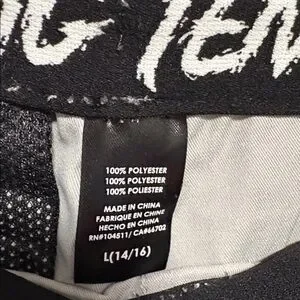 100% POLYESTER
100% POLYESTER
100% POLIESTER
MADE IN CHINA
FABRIQUE EN CHINE
HECHO EN CHINA
RN#104511/ CA#66702
L(14/16)